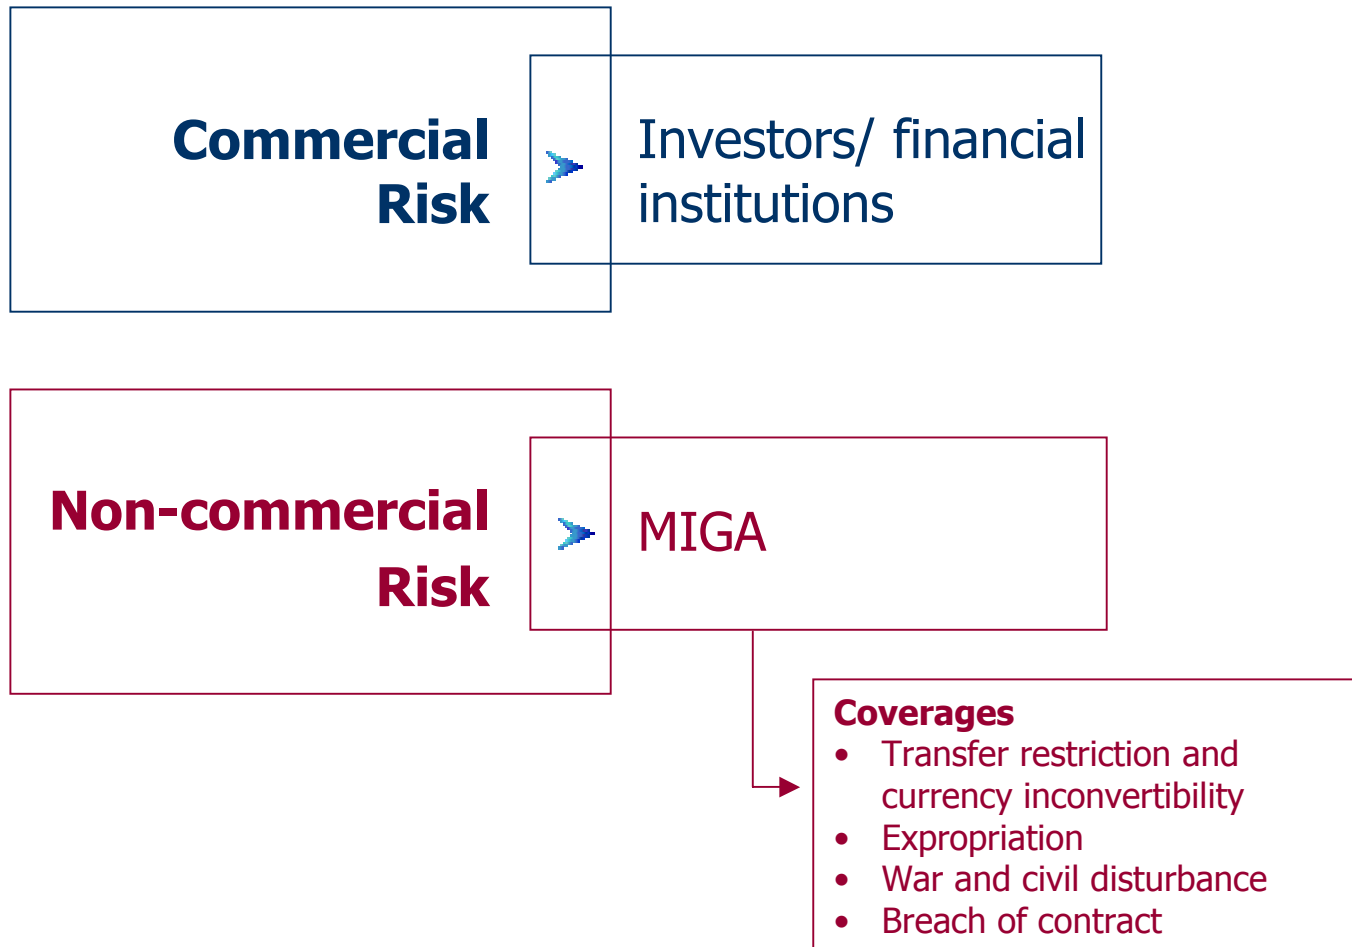 Commercial
Risk
Investors/ financial
institutions
Non-commercial
Risk
MIGA
Coverages
• Transfer restriction and
currency inconvertibility
• Expropriation
• War and civil disturbance
• Breach of contract